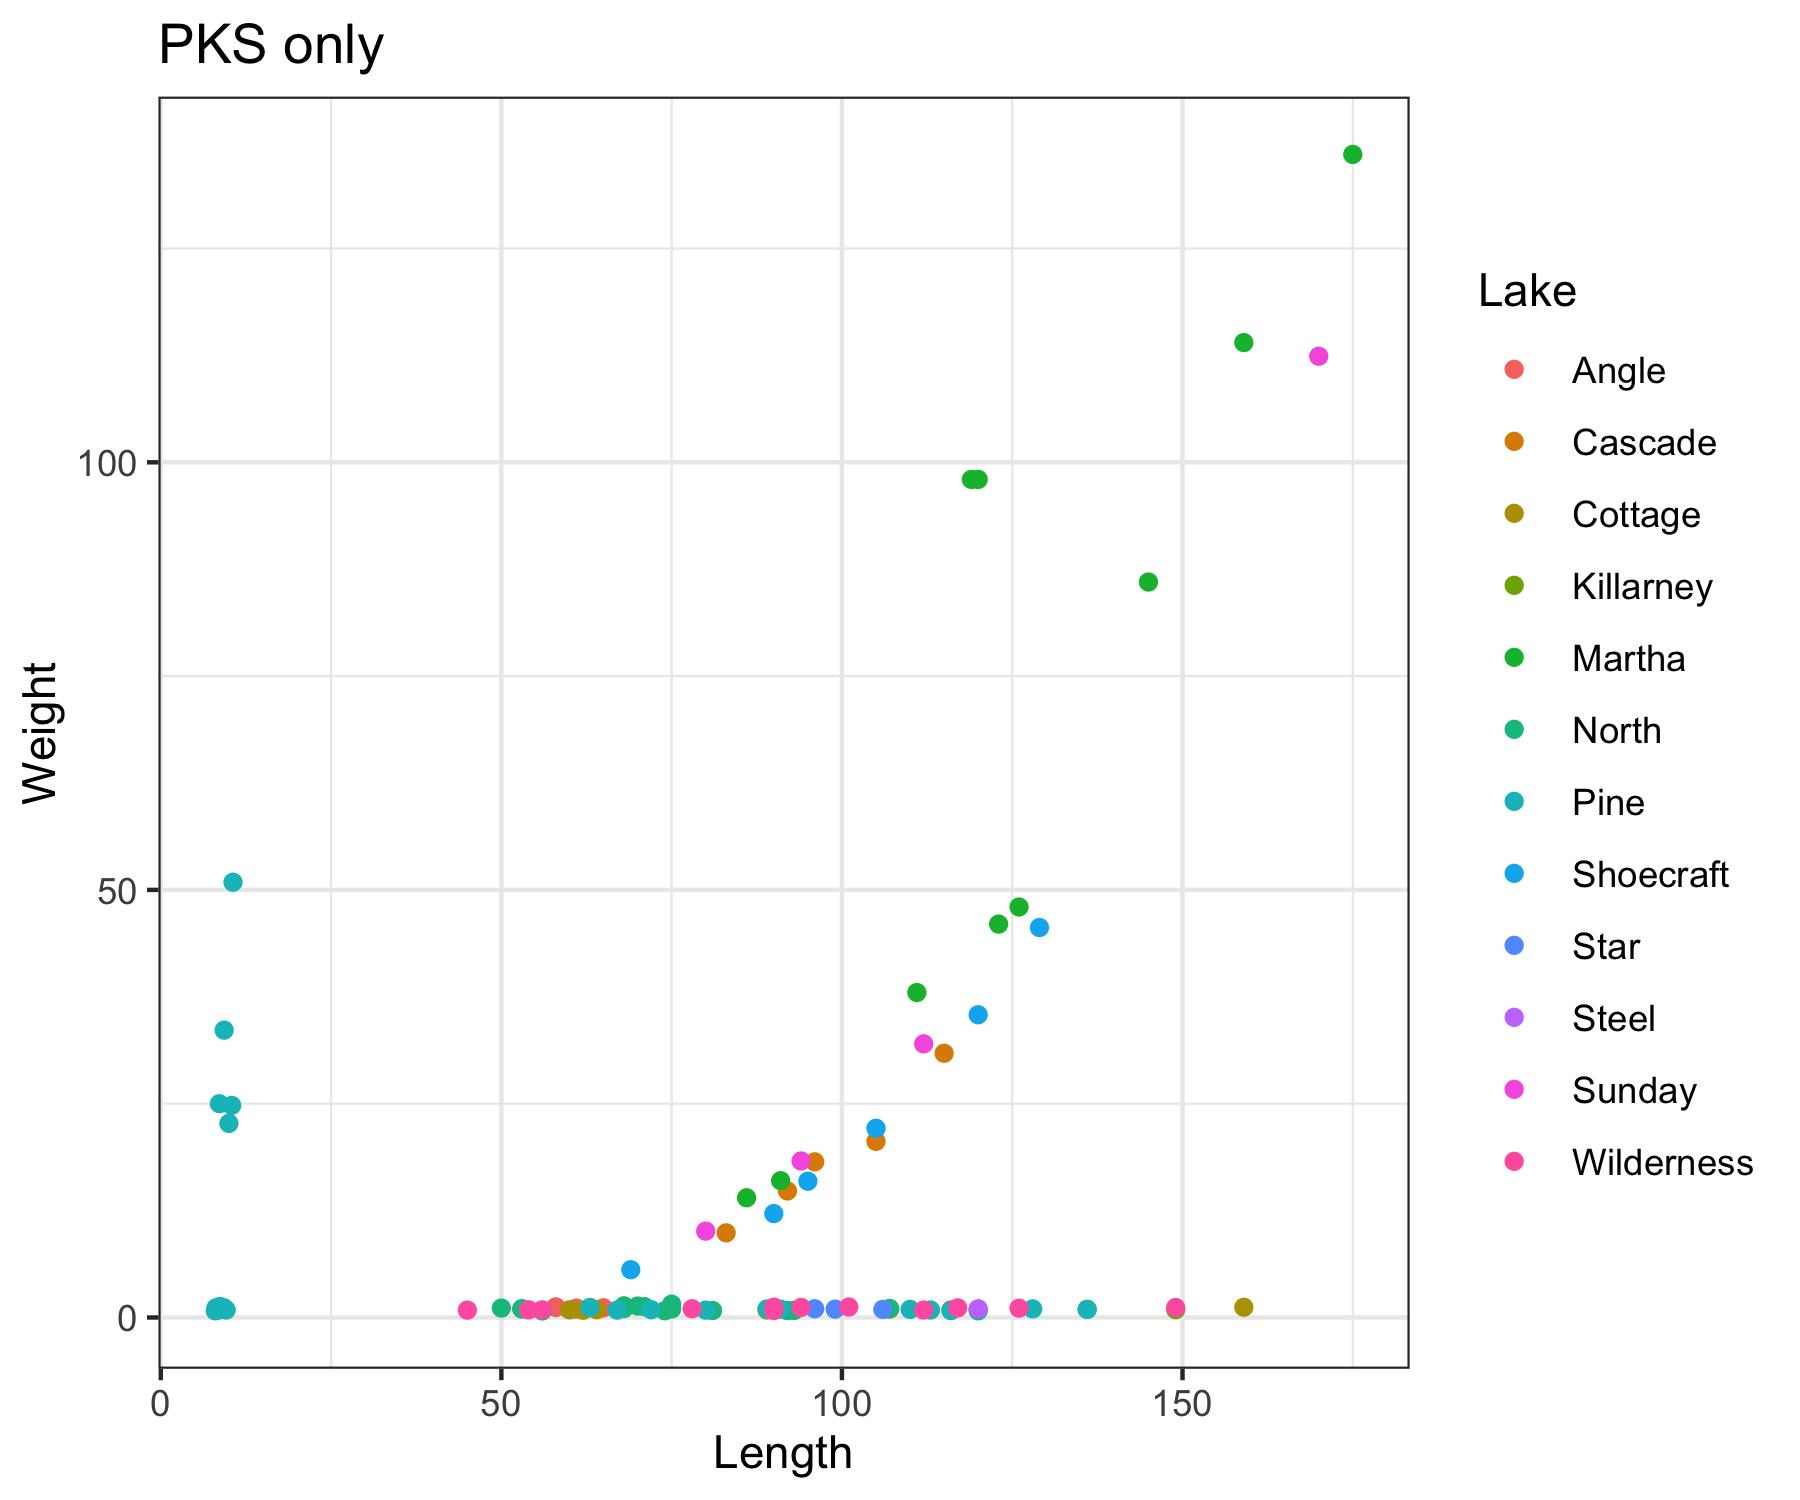 PKS only
Weight
100
50
0
0
50
100
150
Length
Lake
Angle
Cascade
Cottage
Killarney
Martha
North
Pine
Shoecraft
Star
Steel
Sunday
Wilderness